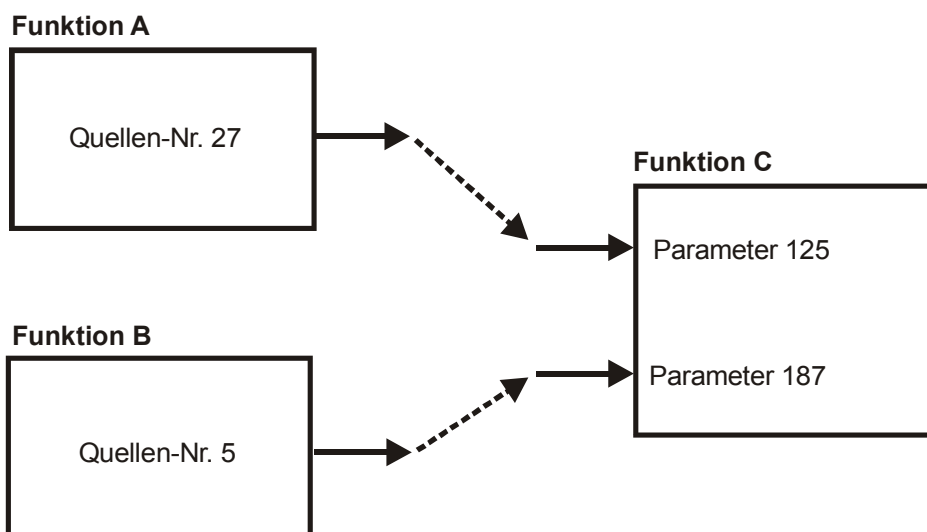 Funktion A
Quellen-Nr. 27
Funktion C
Parameter 125
Funktion B
Parameter 187
Quellen-Nr. 5